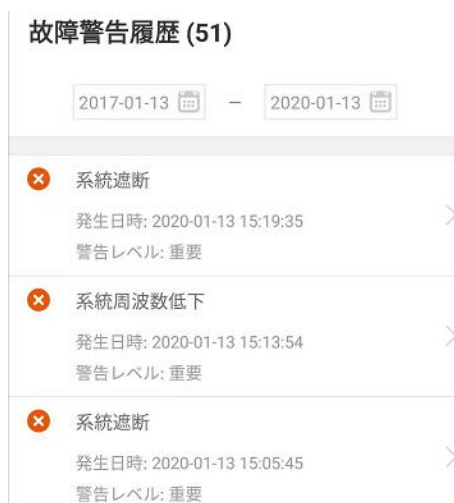 故障警告履歴 (51)
2017-01-13 – 2020-01-13
系統遮断
発生日時: 2020-01-13 15:19:35
警告レベル: 重要
系統周波数低下
発生日時: 2020-01-13 15:13:54
警告レベル: 重要
系統遮断
発生日時: 2020-01-13 15:05:45
警告レベル: 重要